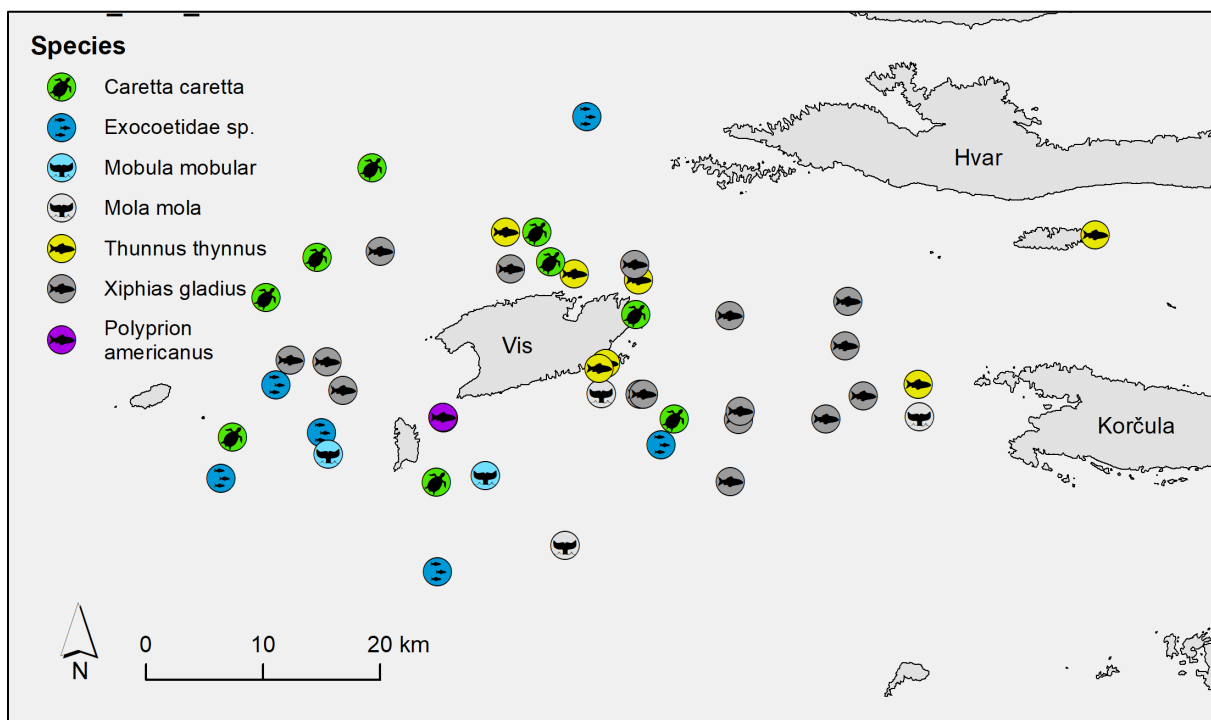 Species
Caretta caretta
Exocoetidae sp.
Mobula mobular
Mola mola
Thunnus thynnus
Xiphias gladius
Polyprion
americanus
Hvar
Vis
Korčula
0 10 20 km
N